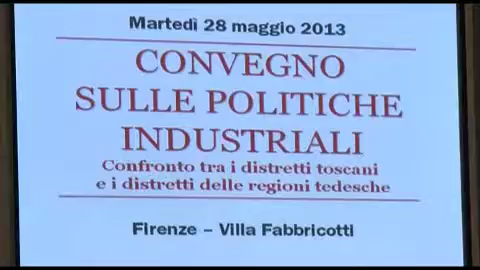 Martedì 28 maggio 2013
CONVEGNO
SULLE POLITICHE
INDUSTRIALI
Confronto tra i distretti toscani
e i distretti delle regioni tedesche
Firenze – Villa Fabbricotti